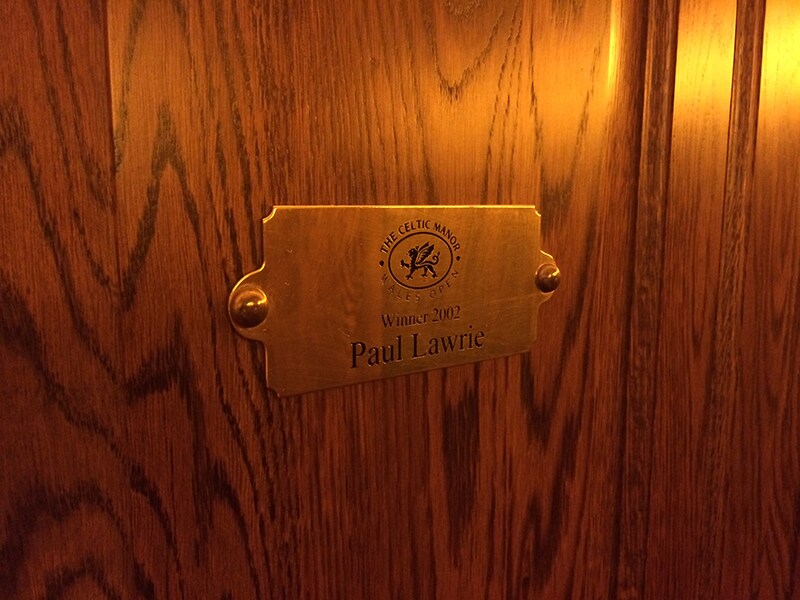 THE CELTIC MANOR
WALES OPEN
Winner 2002
Paul Lawrie